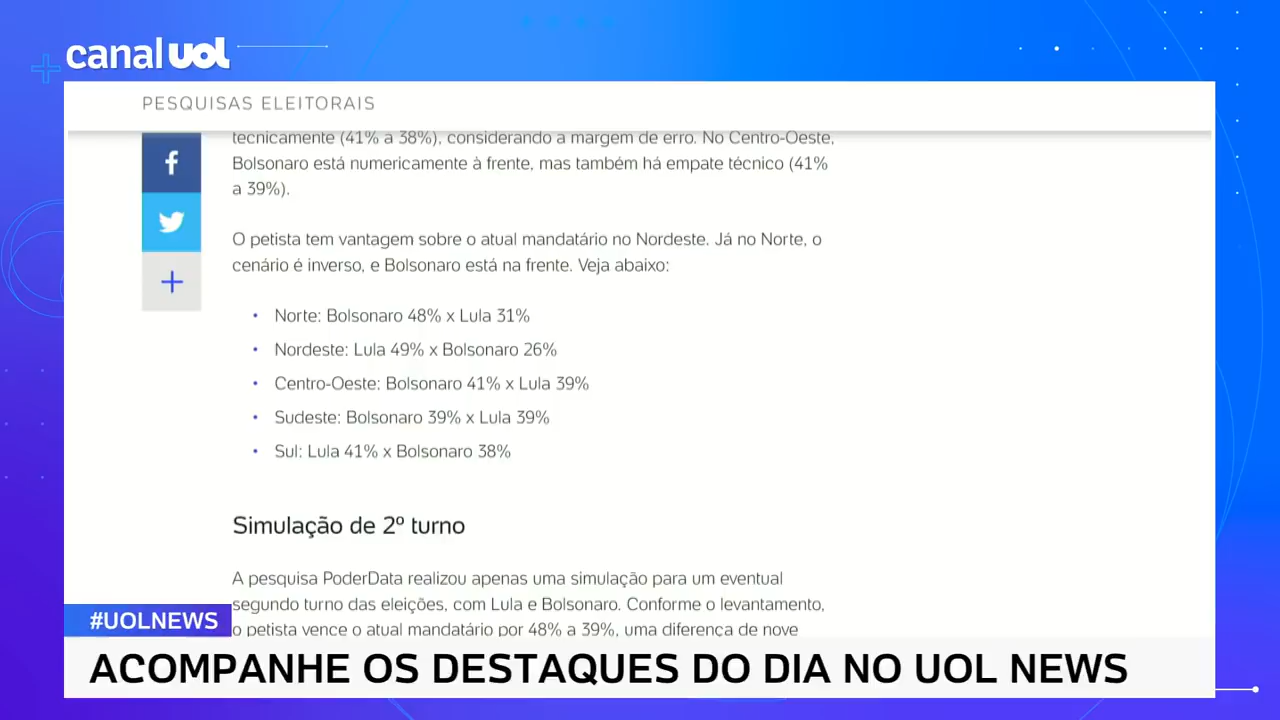 canal uol
PESQUISAS ELEITORAIS
tecnicamente (41% a 38%), considerando a margem de erro. No Centro-Oeste,
Bolsonaro está numericamente à frente, mas também há empate técnico (41%
a 39%).
O petista tem vantagem sobre o atual mandatário no Nordeste. Já no Norte, o
cenário é inverso, e Bolsonaro está na frente. Veja abaixo:
• Norte: Bolsonaro 48% x Lula 31%
• Nordeste: Lula 49% x Bolsonaro 26%
• Centro-Oeste: Bolsonaro 41% x Lula 39%
• Sudeste: Bolsonaro 39% x Lula 39%
• Sul: Lula 41% x Bolsonaro 38%
Simulação de 2º turno
A pesquisa PoderData realizou apenas uma simulação para um eventual
segundo turno das eleições, com Lula e Bolsonaro. Conforme o levantamento,
o petista vence o atual mandatário por 48% a 39%, uma diferença de nove
#UOLNEWS
ACOMPANHE OS DESTAQUES DO DIA NO UOL NEWS